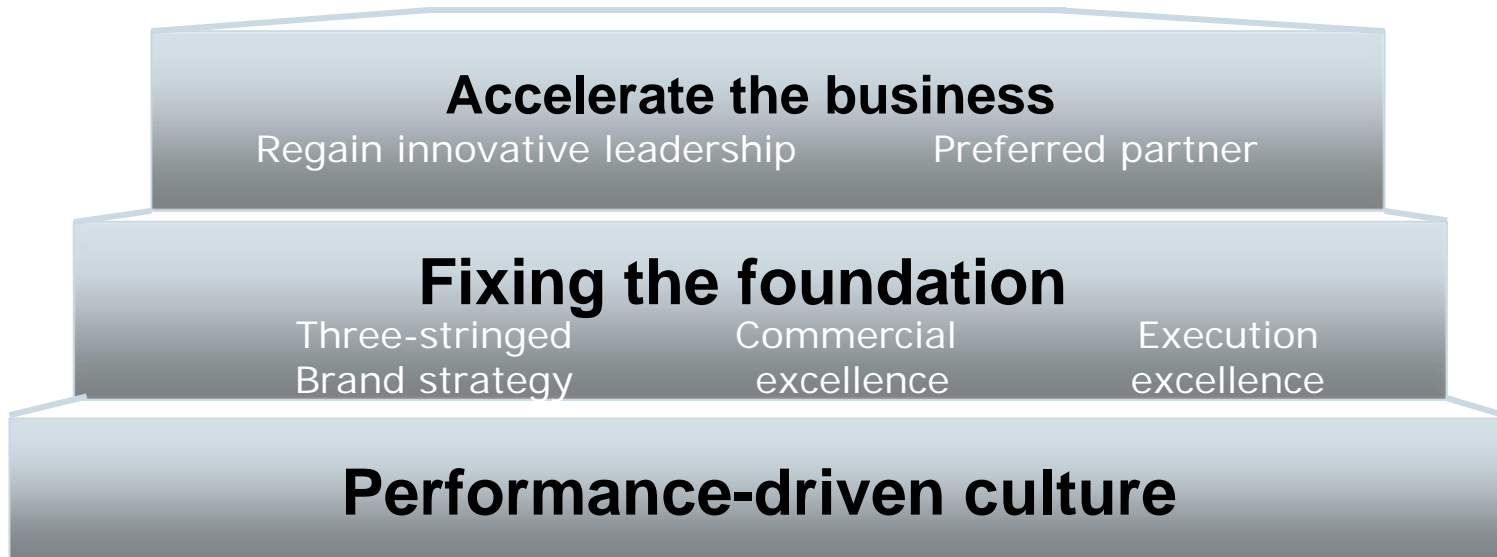 Accelerate the business
Regain innovative leadership Preferred partner
Fixing the foundation
Three-stringed Commercial Execution
Brand strategy excellence excellence
Performance-driven culture